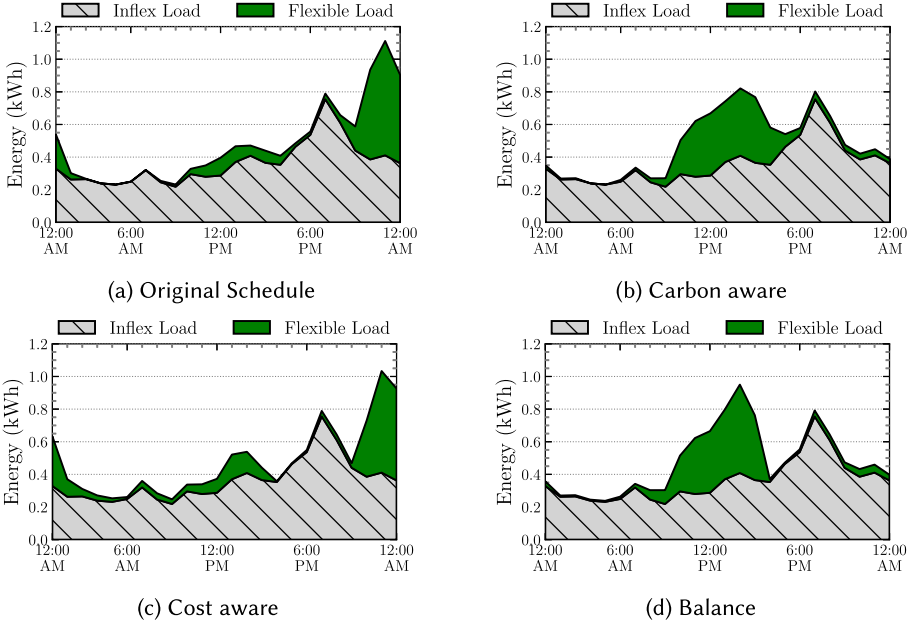 Inflex Load Flexible Load
1.2
1.0
0.8
0.6
0.4
0.2
0.0
Energy (kWh)
12:00 AM
6:00 AM
12:00 PM
6:00 PM
12:00 AM
(a) Original Schedule
Inflex Load Flexible Load
1.2
1.0
0.8
0.6
0.4
0.2
0.0
Energy (kWh)
12:00 AM
6:00 AM
12:00 PM
6:00 PM
12:00 AM
(b) Carbon aware
Inflex Load Flexible Load
1.2
1.0
0.8
0.6
0.4
0.2
0.0
Energy (kWh)
12:00 AM
6:00 AM
12:00 PM
6:00 PM
12:00 AM
(c) Cost aware
Inflex Load Flexible Load
1.2
1.0
0.8
0.6
0.4
0.2
0.0
Energy (kWh)
12:00 AM
6:00 AM
12:00 PM
6:00 PM
12:00 AM
(d) Balance